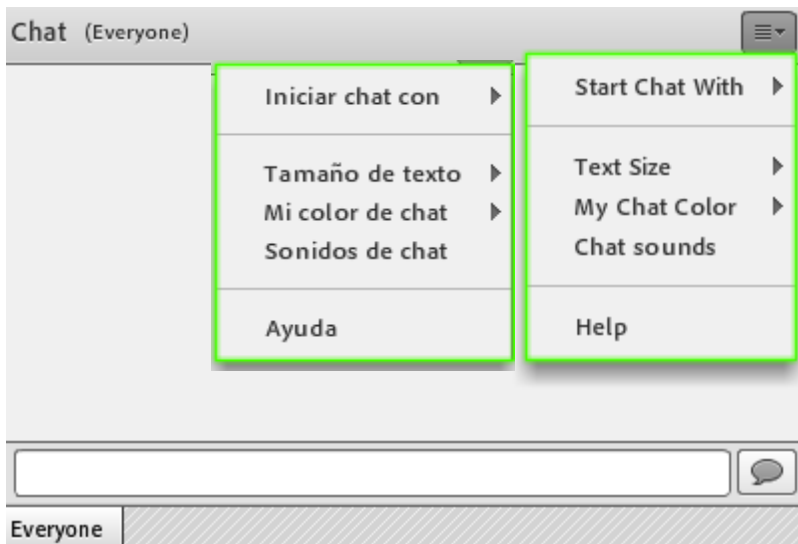 Chat (Everyone)
Iniciar chat con
Tamaño de texto
Mi color de chat
Sonidos de chat
Ayuda
Start Chat With
Text Size
My Chat Color
Chat sounds
Help
Everyone